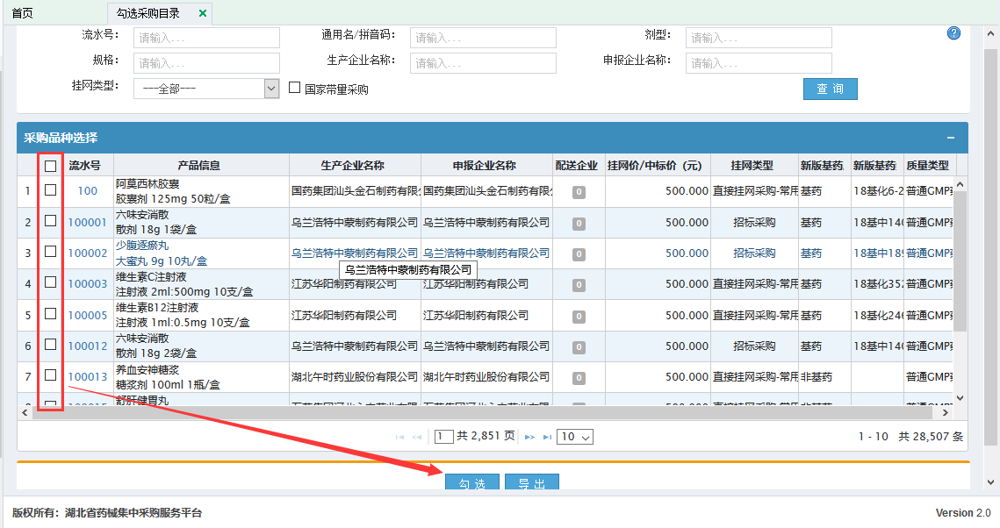 首页 勾选采购目录
流水号： 请输入... 通用名/拼音码： 请输入... 剂型： 请输入...
规格： 请输入... 生产企业名称： 请输入... 申报企业名称： 请输入...
挂网类型： ---全部--- 国家带量采购 查 询
采购品种选择
流水号 产品信息 生产企业名称 申报企业名称 配送企业 挂网价/中标价（元） 挂网类型 新版基药 新版基药 质量类型
1 100 阿莫西林胶囊 国药集团汕头金石制药有限 国药集团汕头金石制药有限 0 500.000 直接挂网采购-常用 基药 18基化6-2 普通GMP
胶囊剂 125mg 50粒/盒
2 100001 六味安消散 乌兰浩特中蒙制药有限公司 乌兰浩特中蒙制药有限公司 0 500.000 招标采购 基药 18基中140 普通GMP
散剂 18g 1袋/盒
3 100002 少腹逐瘀丸 乌兰浩特中蒙制药有限公司 乌兰浩特中蒙制药有限公司 0 500.000 招标采购 基药 18基中189 普通GMP
大蜜丸 9g 10丸/盒
乌兰浩特中蒙制药有限公司
4 100003 维生素C注射液 江苏华阳制药有限公司 江苏华阳制药有限公司 0 500.000 直接挂网采购-常用 基药 18基化352 普通GMP
注射液 2ml:500mg 10支/盒
5 100005 维生素B12注射液 江苏华阳制药有限公司 江苏华阳制药有限公司 0 500.000 直接挂网采购-常用 基药 18基化246 普通GMP
注射液 1ml:0.5mg 10支/盒
6 100012 六味安消散 乌兰浩特中蒙制药有限公司 乌兰浩特中蒙制药有限公司 0 500.000 招标采购 基药 18基中140 普通GMP
散剂 18g 2袋/盒
7 100013 养血安神糖浆 湖北午时药业股份有限公司 湖北午时药业股份有限公司 0 500.000 直接挂网采购-常用 非基药 普通GMP
糖浆剂 100ml 1瓶/盒
舒肝健胃丸
1 共 2,851 页 10 1 - 10 共 28,507 条
勾 选 导 出
版权所有：湖北省药械集中采购服务平台 Version 2.0